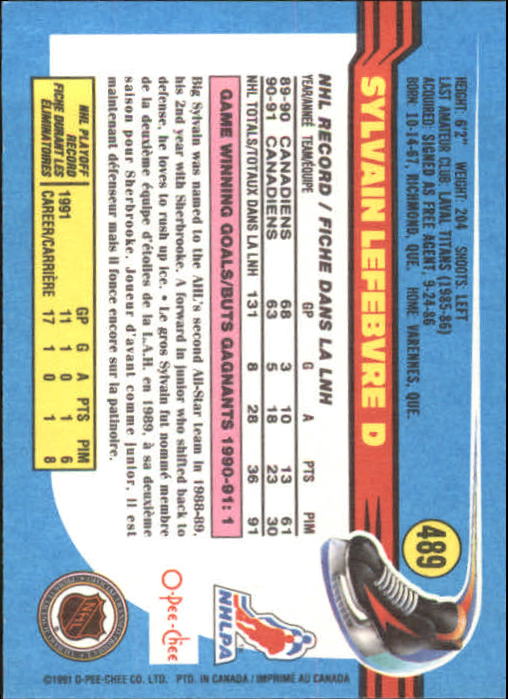 489
SYLVAIN LEFEBVRE D
HEIGHT: 6'2" WEIGHT: 204 SHOOTS: LEFT
LAST AMATEUR CLUB: LAVAL TITANS (1985-86)
ACQUIRED: SIGNED AS FREE AGENT, 9-24-86
BORN: 10-14-67, RICHMOND, QUE. HOME VARENNES, QUE.
NHL RECORD / FICHE DANS LA LNH
YEAR/ANNÉE TEAM/ÉQUIPE GP G A PTS PIM
89-90 CANADIENS 68 3 10 13 61
90-91 CANADIENS 63 5 18 23 30
NHL TOTALS/TOTAUX DANS LA LNH 131 8 28 36 91
GAME WINNING GOALS/BUTS GAGNANTS 1990-91: 1
Big Sylvain was named to the AHL's second All-Star team in 1988-89,
his 2nd year with Sherbrooke. A forward in junior who shifted back to
defense, he loves to rush up ice. • Le gros Sylvain fut nommé membre
de la deuxième équipe d'étoiles de la L.A.H. en 1989, à sa deuxième
saison pour Sherbrooke. Joueur d'avant comme junior, il est
maintenant défenseur mais il fonce encore sur la patinoire.
NHL PLAYOFF
RECORD
FICHE DURANT LES
ÉLIMINATOIRES
GP G A PTS PIM
1991 11 1 0 1 6
CAREER/CARRIÈRE 17 1 0 1 8
NHLPA
O-Pee-Chee
NHL
©1991 O-PEE-CHEE CO. LTD. PTD. IN CANADA / IMPRIMÉ AU CANADA